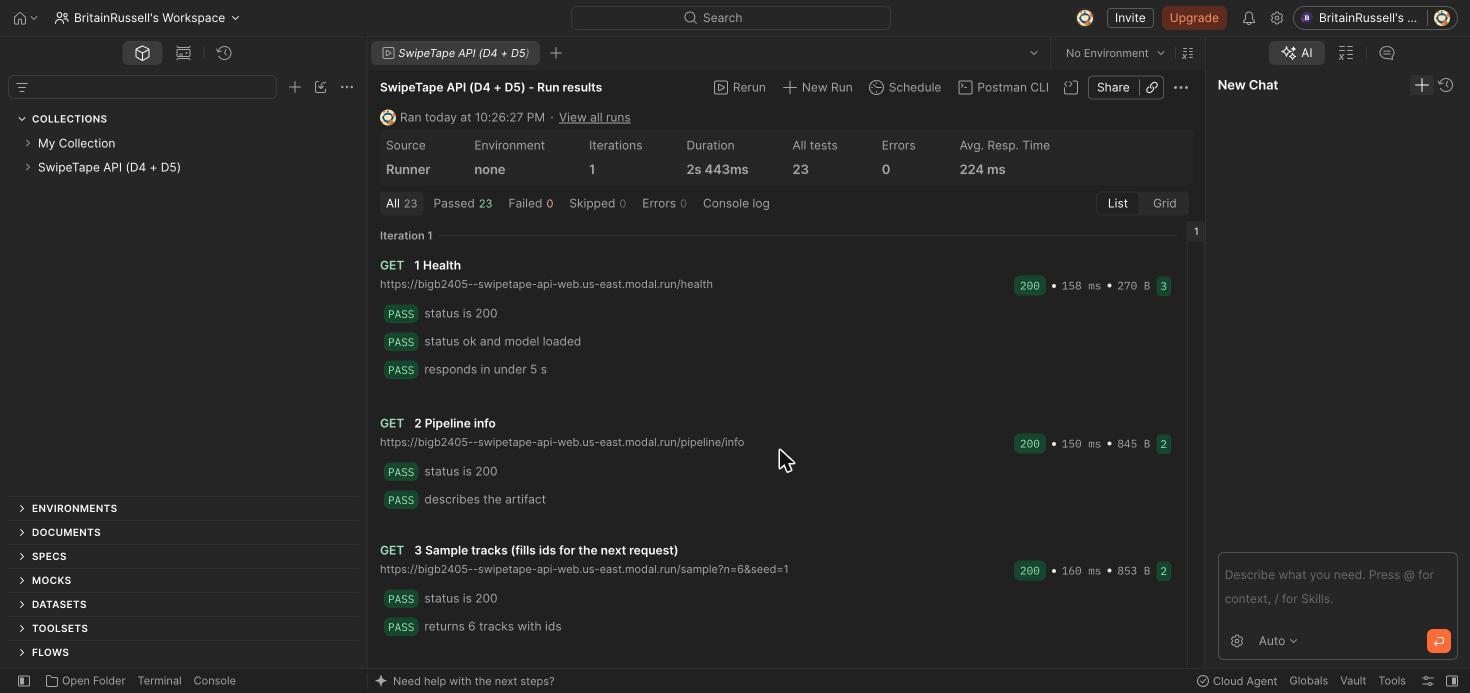 BritainRussell's Workspace
Search
Invite
Upgrade
B
BritainRussell's ...
SwipeTape API (D4 + D5)
No Environment
AI
SwipeTape API (D4 + D5) - Run results
Rerun
New Run
Schedule
Postman CLI
Share
New Chat
Ran today at 10:26:27 PM · View all runs
COLLECTIONS
My Collection
SwipeTape API (D4 + D5)
Source Environment Iterations Duration All tests Errors Avg. Resp. Time
Runner none 1 2s 443ms 23 0 224 ms
All 23 Passed 23 Failed 0 Skipped 0 Errors 0 Console log
List Grid
Iteration 1
1
GET 1 Health
https://bigb2405--swipetape-api-web.us-east.modal.run/health
200 • 158 ms • 270 B 3
PASS status is 200
PASS status ok and model loaded
PASS responds in under 5 s
GET 2 Pipeline info
https://bigb2405--swipetape-api-web.us-east.modal.run/pipeline/info
200 • 150 ms • 845 B 2
PASS status is 200
PASS describes the artifact
GET 3 Sample tracks (fills ids for the next request)
https://bigb2405--swipetape-api-web.us-east.modal.run/sample?n=6&seed=1
200 • 160 ms • 853 B 2
PASS status is 200
PASS returns 6 tracks with ids
ENVIRONMENTS
DOCUMENTS
SPECS
MOCKS
DATASETS
TOOLSETS
FLOWS
Describe what you need. Press @ for
context, / for Skills.
Auto
Open Folder
Terminal
Console
Need help with the next steps?
Cloud Agent
Globals
Vault
Tools